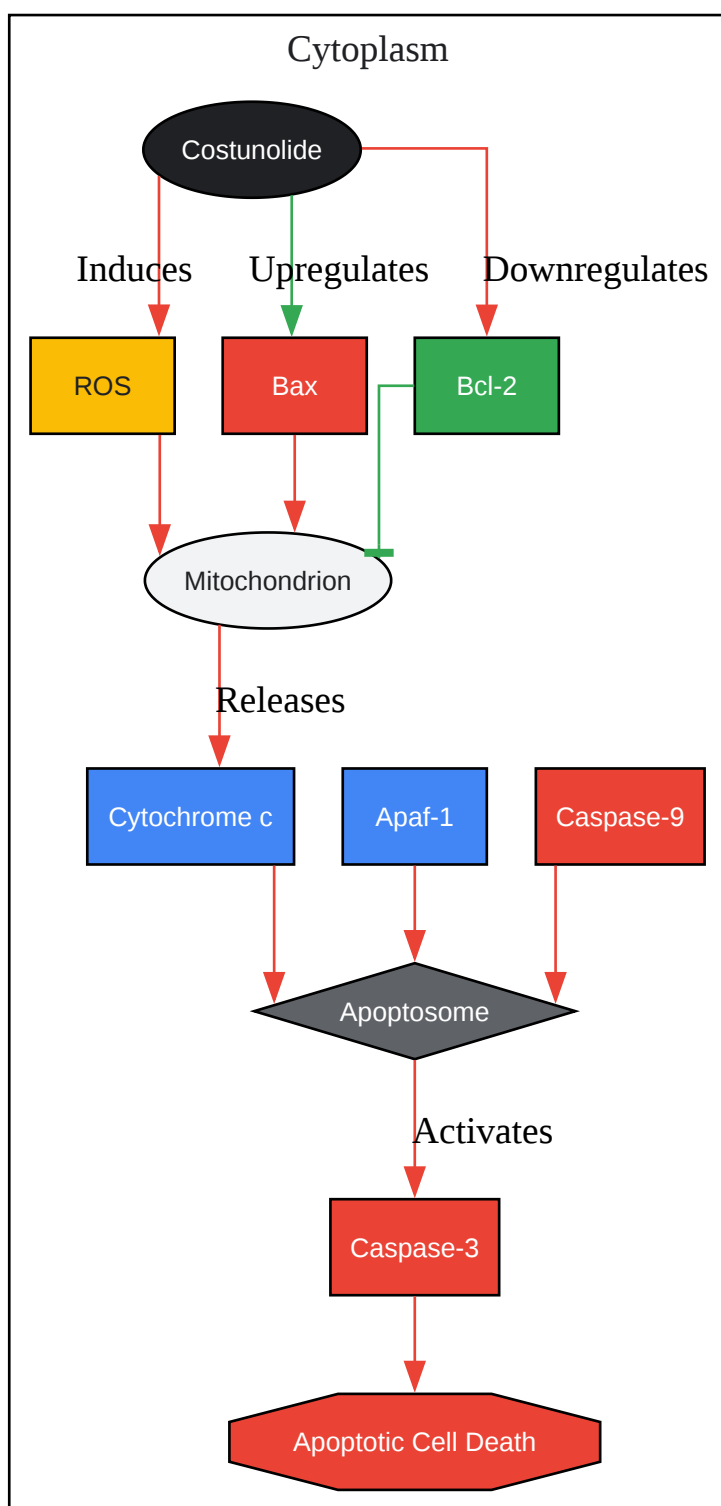 Cytoplasm
Costunolide
Induces
Upregulates
Downregulates
ROS
Bax
Bcl-2
Mitochondrion
Releases
Cytochrome c
Apaf-1
Caspase-9
Apoptosome
Activates
Caspase-3
Apoptotic Cell Death